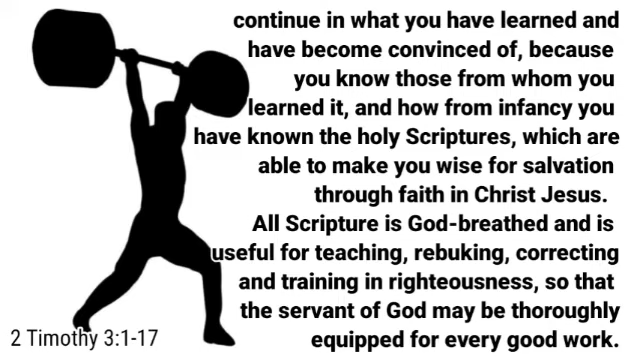 continue in what you have learned and
have become convinced of, because
you know those from whom you
learned it, and how from infancy you
have known the holy Scriptures, which are
able to make you wise for salvation
through faith in Christ Jesus.
All Scripture is God-breathed and is
useful for teaching, rebuking, correcting
and training in righteousness, so that
the servant of God may be thoroughly
equipped for every good work.
2 Timothy 3:1-17